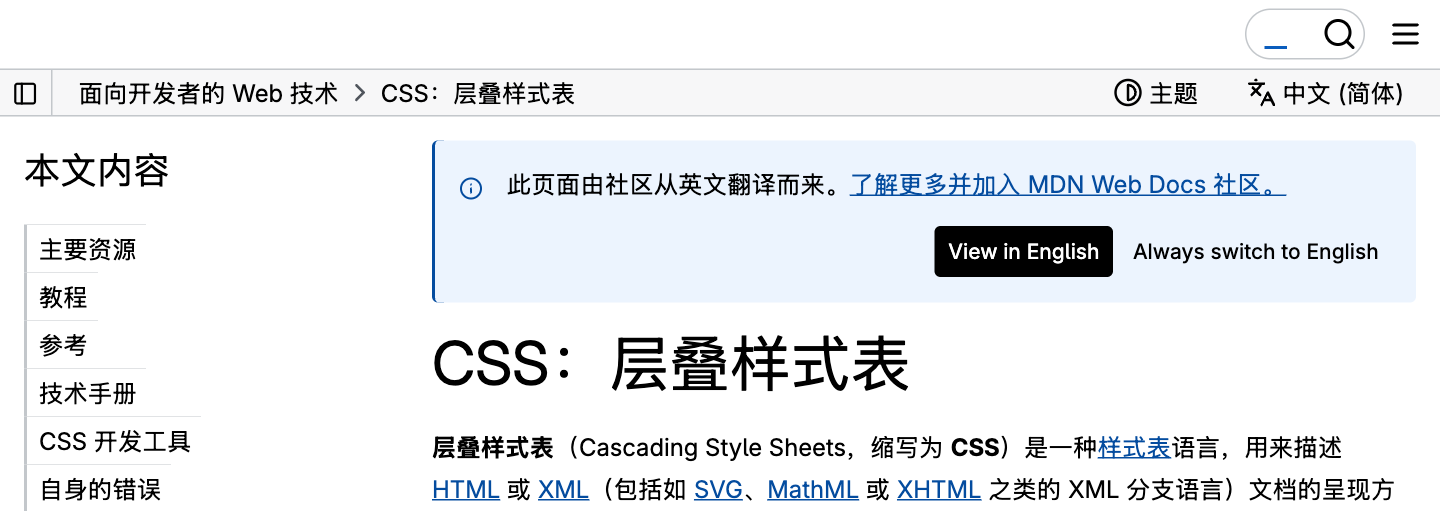 面向开发者的 Web 技术 CSS：层叠样式表 主题 中文 (简体)
本文内容
主要资源
教程
参考
技术手册
CSS 开发工具
自身的错误
此页面由社区从英文翻译而来。了解更多并加入 MDN Web Docs 社区。
View in English Always switch to English
CSS：层叠样式表
层叠样式表（Cascading Style Sheets，缩写为 CSS）是一种样式表语言，用来描述
HTML 或 XML（包括如 SVG、MathML 或 XHTML 之类的 XML 分支语言）文档的呈现方